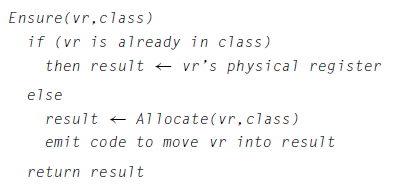 Ensure(vr,class)
if (vr is already in class)
then result ← vr's physical register
else
result ← Allocate(vr,class)
emit code to move vr into result
return result